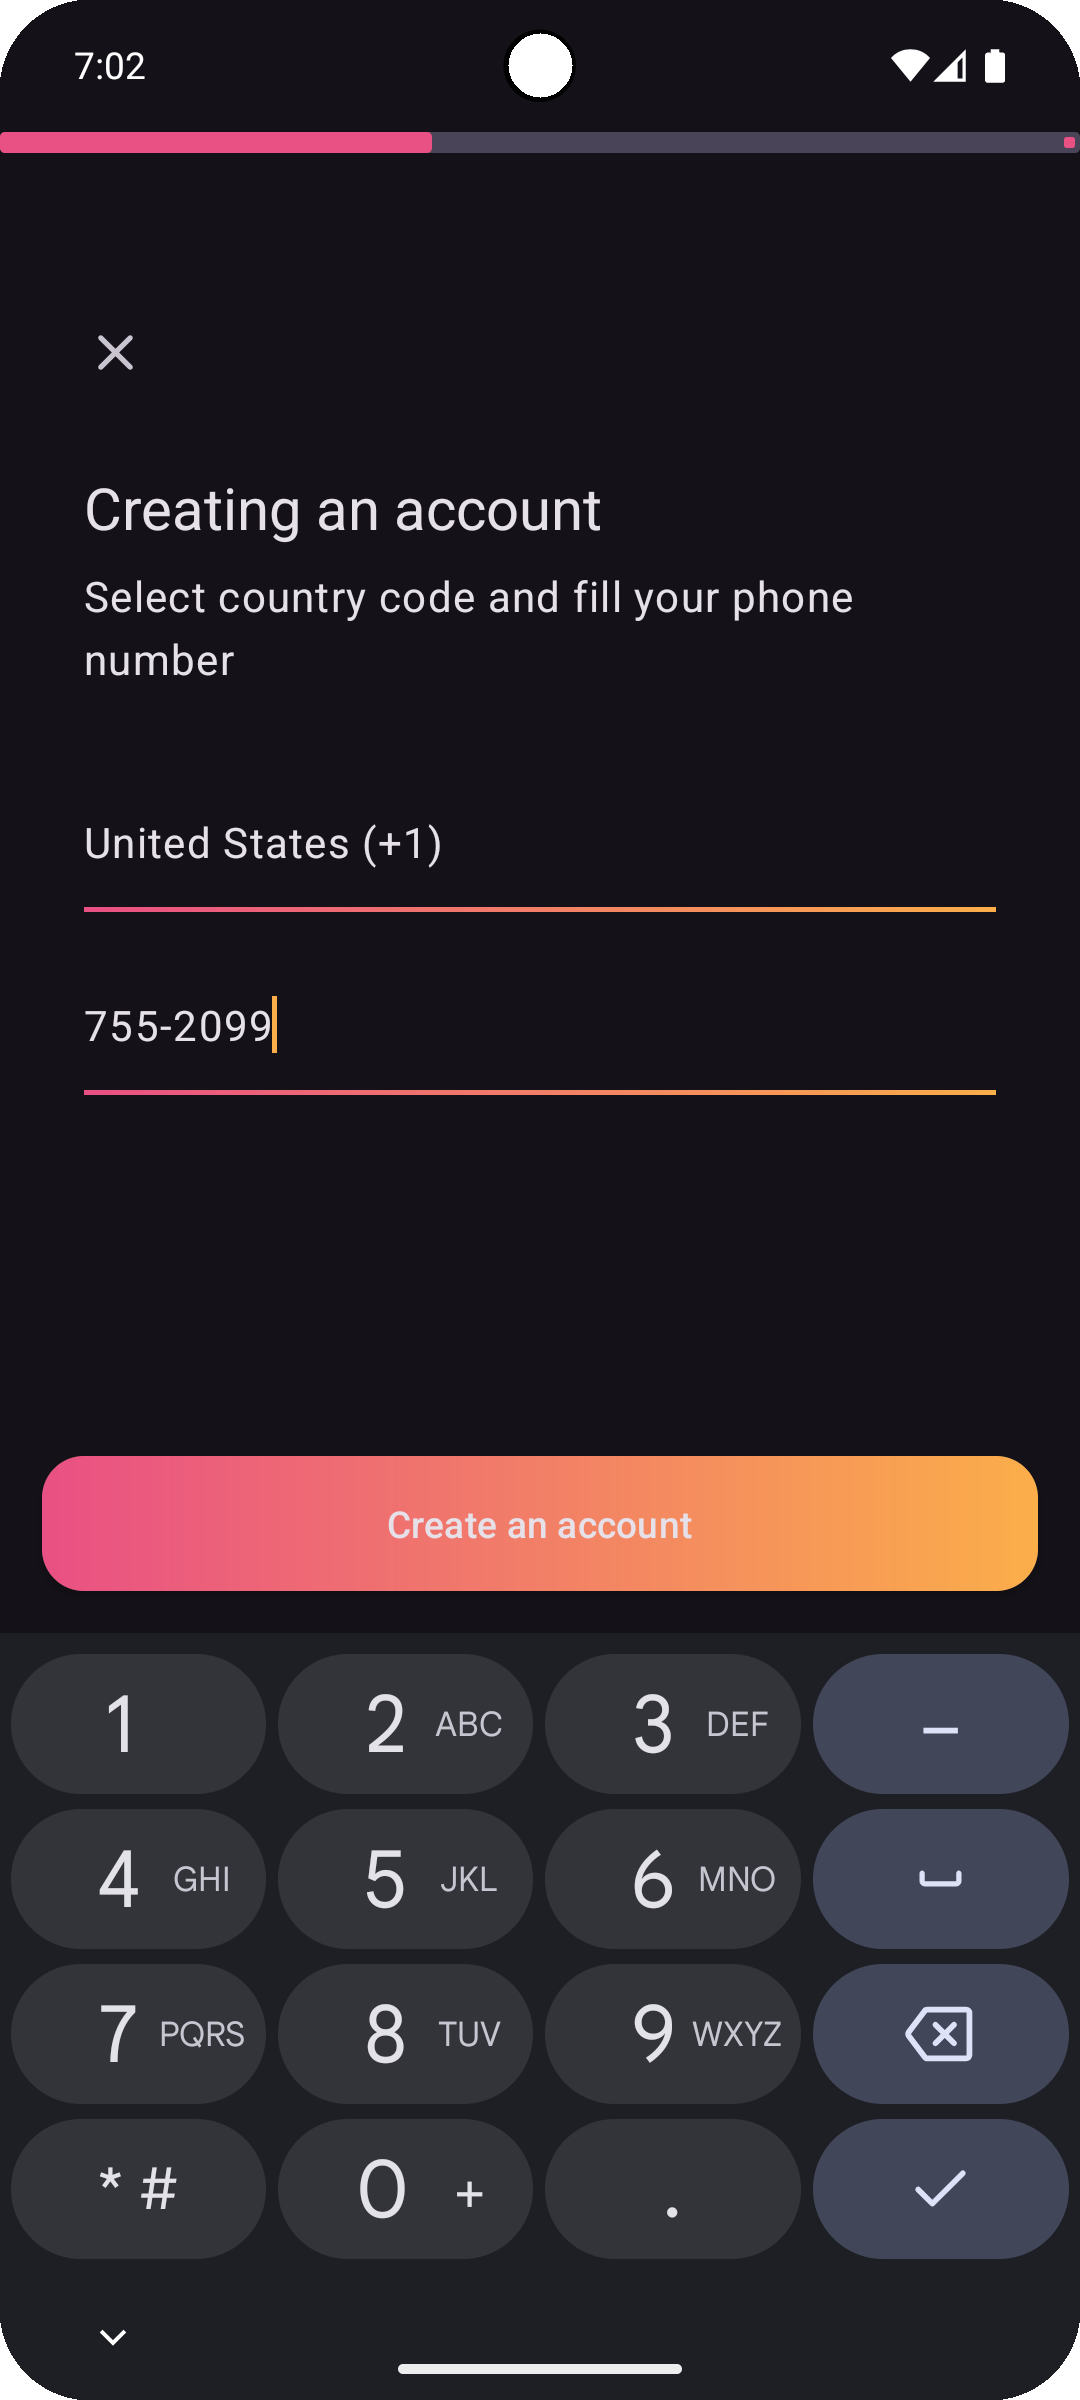 7:02
Creating an account
Select country code and fill your phone
number
United States (+1)
755-2099
Create an account
1
2 ABC
3 DEF
–
4 GHI
5 JKL
6 MNO
7 PQRS
8 TUV
9 WXYZ
* #
0 +
.